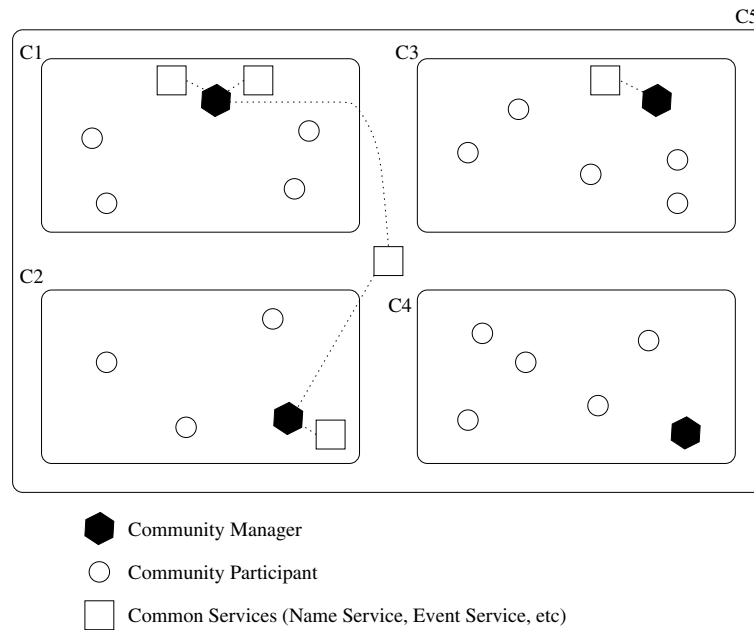 C5
C1
C3
C2
C4
Community Manager
Community Participant
Common Services (Name Service, Event Service, etc)